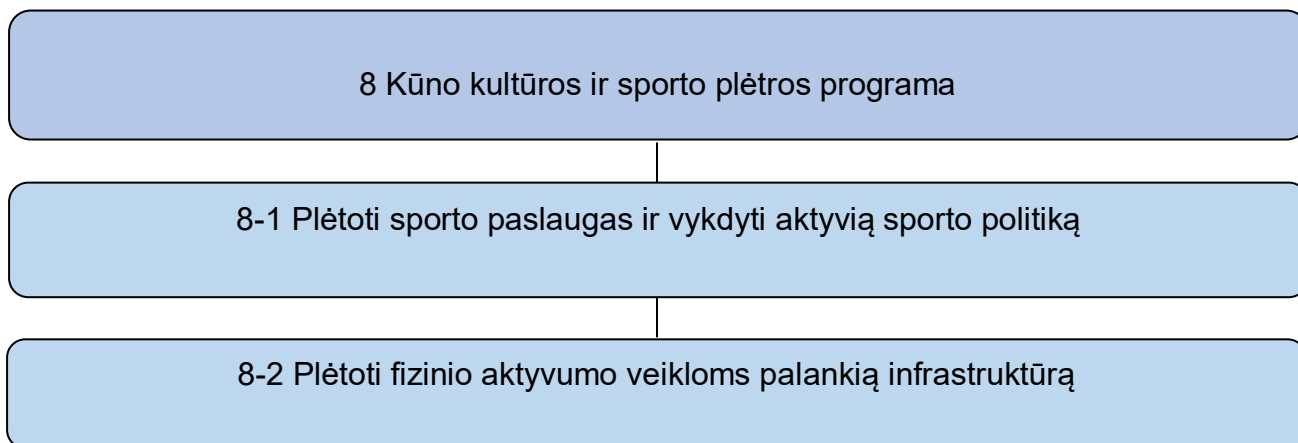 8 Kūno kultūros ir sporto plėtros programa
8-1 Plėtoti sporto paslaugas ir vykdyti aktyvią sporto politiką
8-2 Plėtoti fizinio aktyvumo veikloms palankią infrastruktūrą